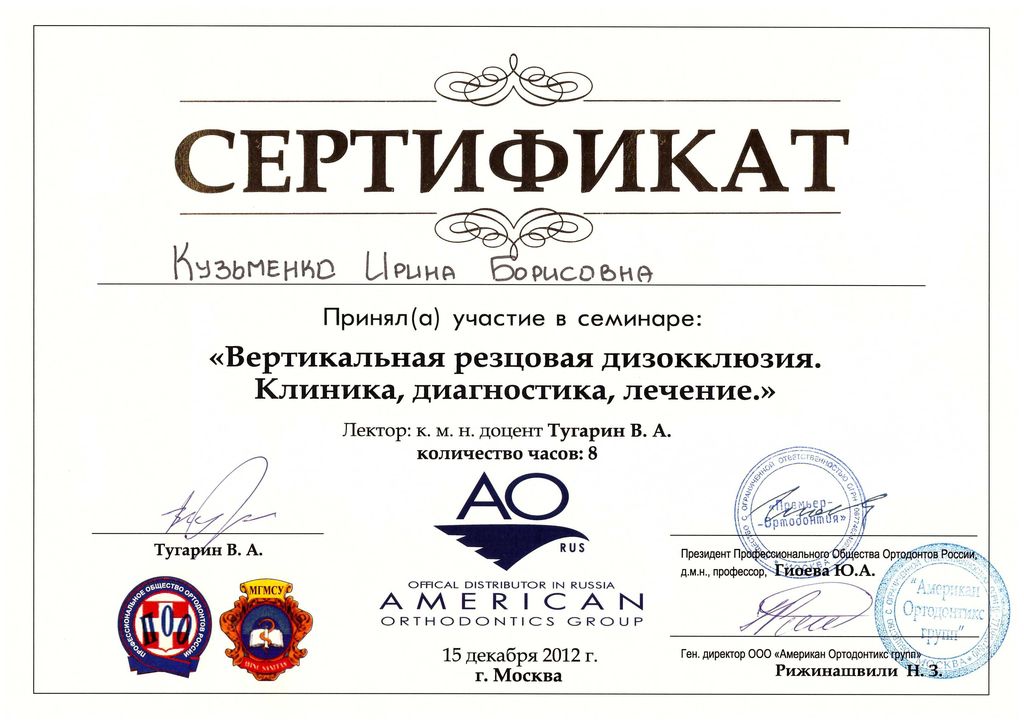 СЕРТИФИКАТ
Кузьменко Ирина Борисовна
Принял(а) участие в семинаре:
«Вертикальная резцовая дизокклюзия.
Клиника, диагностика, лечение.»
Лектор: к. м. н. доцент Тугарин В. А.
количество часов: 8
AO
RUS
Тугарин В. А.
ПРОФЕССИОНАЛЬНОЕ ОБЩЕСТВО ОРТОДОНТОВ РОССИИ
ПОО
МГМСУ
OFFICAL DISTRIBUTOR IN RUSSIA
AMERICAN
ORTHODONTICS GROUP
15 декабря 2012 г.
г. Москва
«Премьер-
-Ортодонтия»
Президент Профессионального Общества Ортодонтов России,
д.м.н., профессор, Гиоева Ю.А.
"Американ
Ортодонтикс
групп"
МОСКВА
Ген. директор ООО «Американ Ортодонтикс групп»
Рижинашвили Н. З.